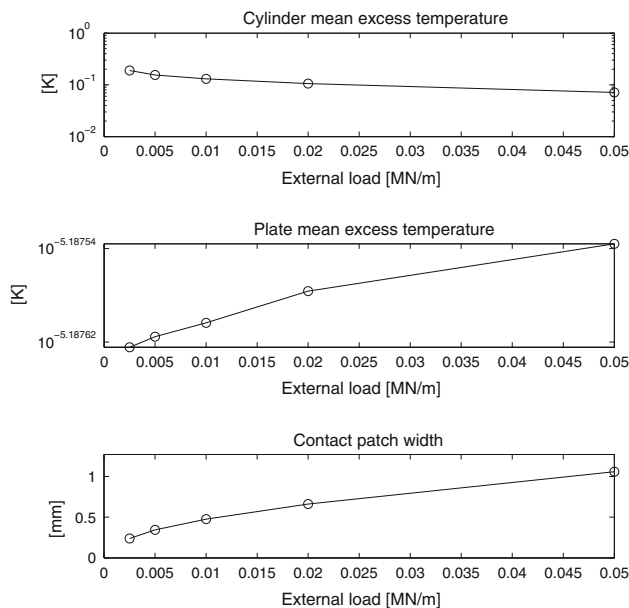 Cylinder mean excess temperature
10^0
10^-1
10^-2
[K]
0 0.005 0.01 0.015 0.02 0.025 0.03 0.035 0.04 0.045 0.05
External load [MN/m]
Plate mean excess temperature
10^-5.18754
10^-5.18762
[K]
0 0.005 0.01 0.015 0.02 0.025 0.03 0.035 0.04 0.045 0.05
External load [MN/m]
Contact patch width
1
0.5
0
[mm]
0 0.005 0.01 0.015 0.02 0.025 0.03 0.035 0.04 0.045 0.05
External load [MN/m]